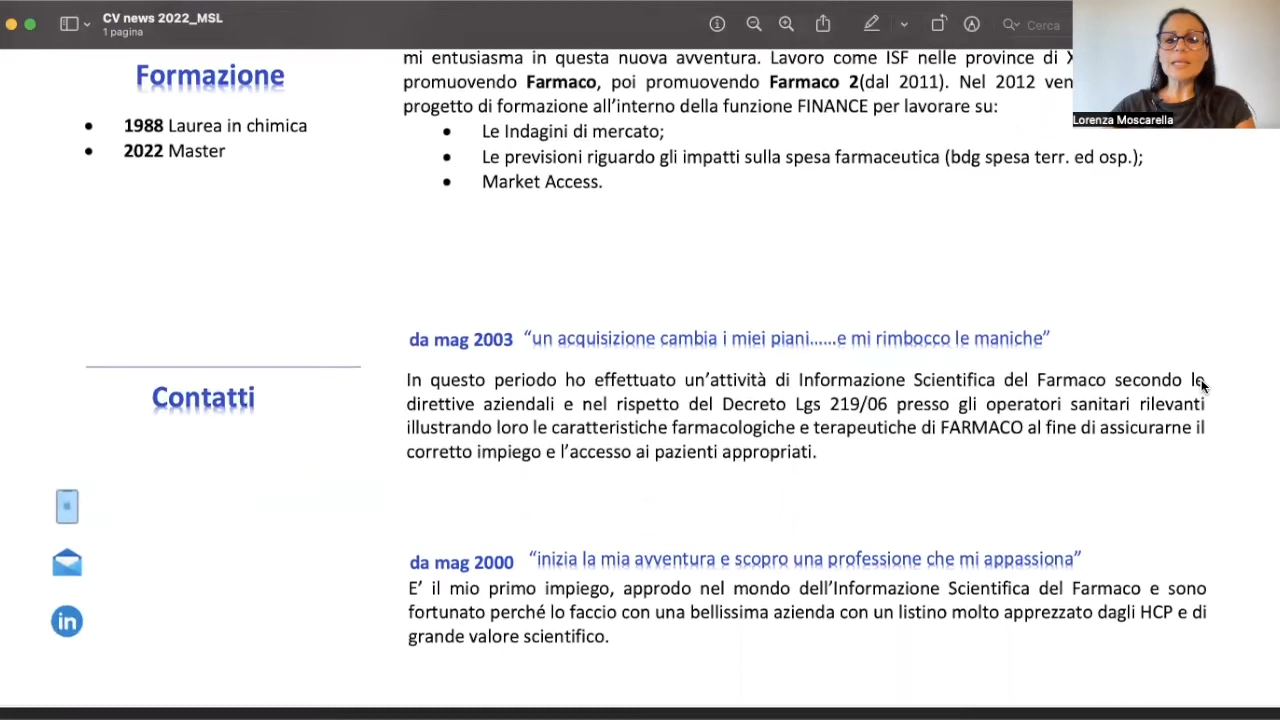 CV news 2022_MSL
1 pagina
Cerca
Lorenza Moscarella
Formazione
1988 Laurea in chimica
2022 Master
Contatti
in
mi entusiasma in questa nuova avventura. Lavoro come ISF nelle province di
promuovendo Farmaco, poi promuovendo Farmaco 2(dal 2011). Nel 2012 ven
progetto di formazione all’interno della funzione FINANCE per lavorare su:
Le Indagini di mercato;
Le previsioni riguardo gli impatti sulla spesa farmaceutica (bdg spesa terr. ed osp.);
Market Access.
da mag 2003 “un acquisizione cambia i miei piani......e mi rimbocco le maniche”
In questo periodo ho effettuato un’attività di Informazione Scientifica del Farmaco secondo le
direttive aziendali e nel rispetto del Decreto Lgs 219/06 presso gli operatori sanitari rilevanti
illustrando loro le caratteristiche farmacologiche e terapeutiche di FARMACO al fine di assicurarne il
corretto impiego e l’accesso ai pazienti appropriati.
da mag 2000 “inizia la mia avventura e scopro una professione che mi appassiona”
E’ il mio primo impiego, approdo nel mondo dell’Informazione Scientifica del Farmaco e sono
fortunato perché lo faccio con una bellissima azienda con un listino molto apprezzato dagli HCP e di
grande valore scientifico.